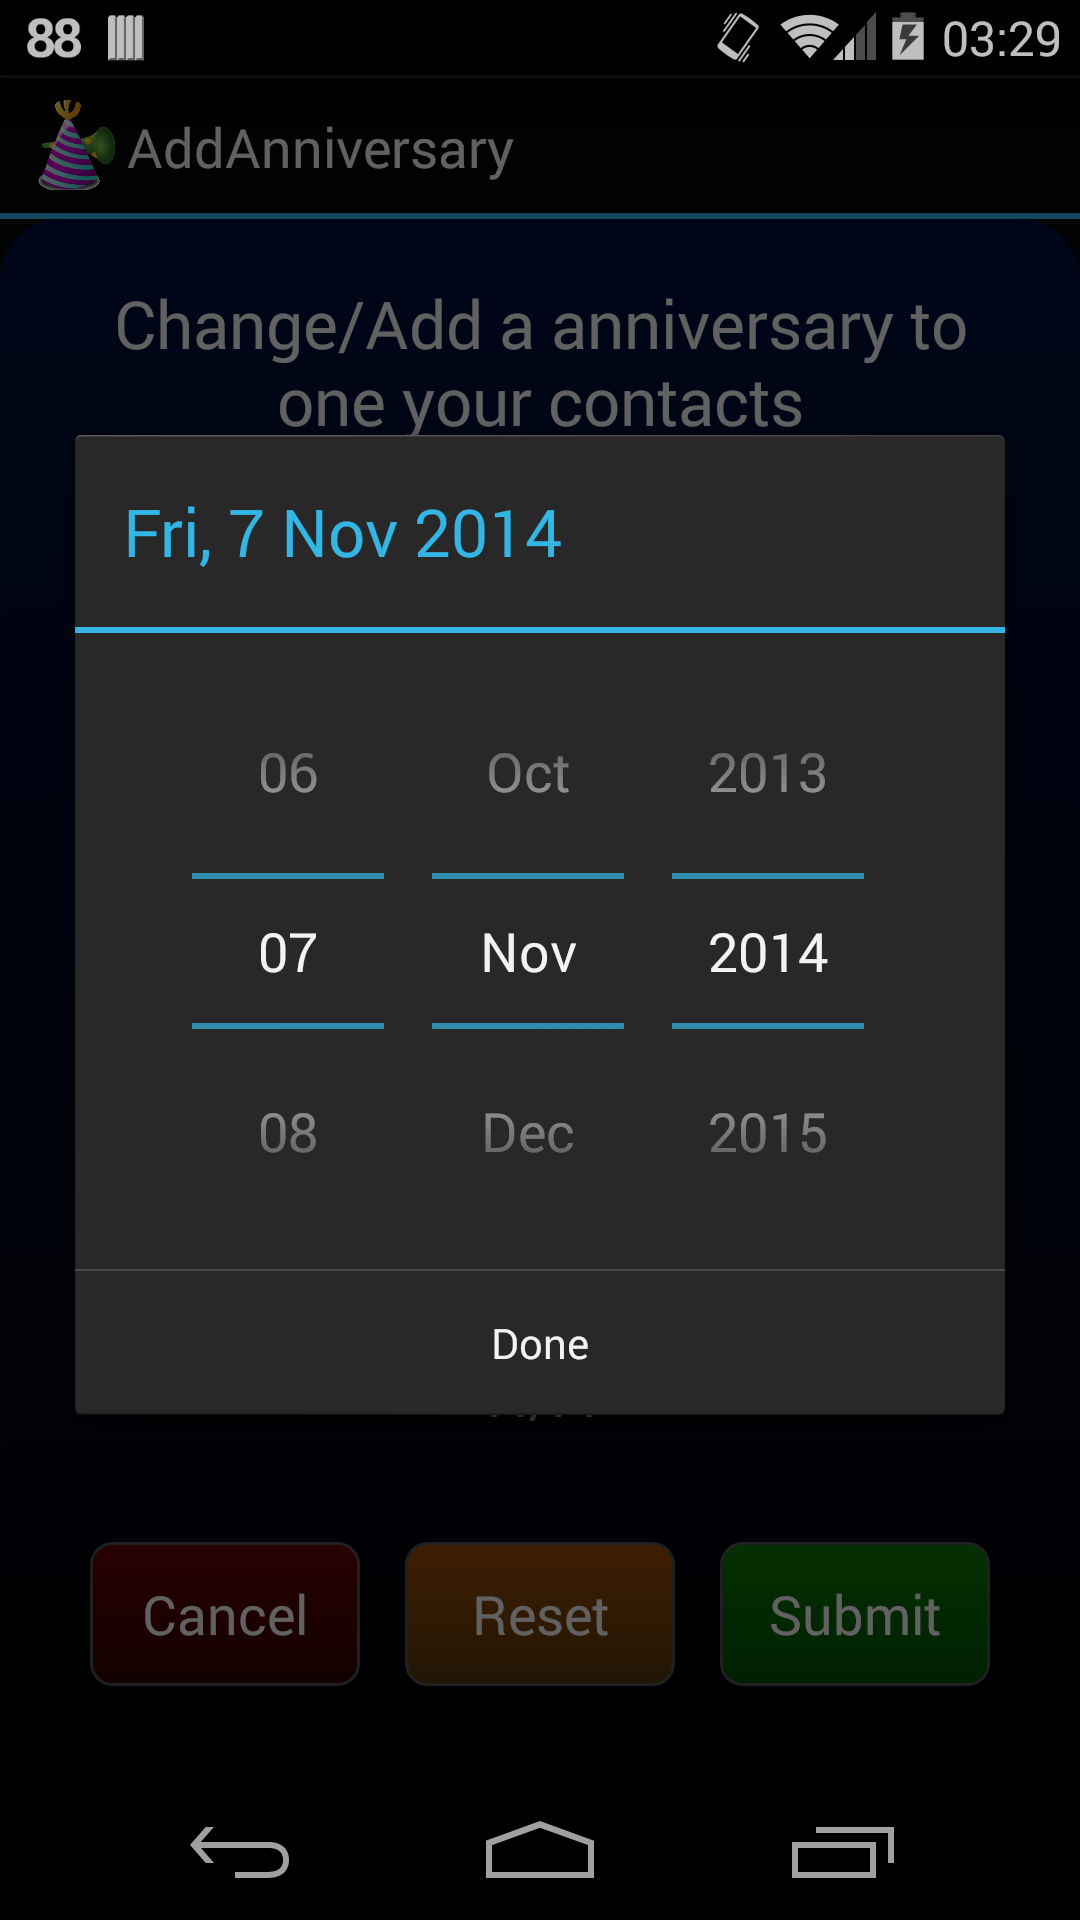 88 03:29
AddAnniversary
Change/Add a anniversary to
one your contacts
Fri, 7 Nov 2014
06 Oct 2013
07 Nov 2014
08 Dec 2015
Done
Cancel Reset Submit